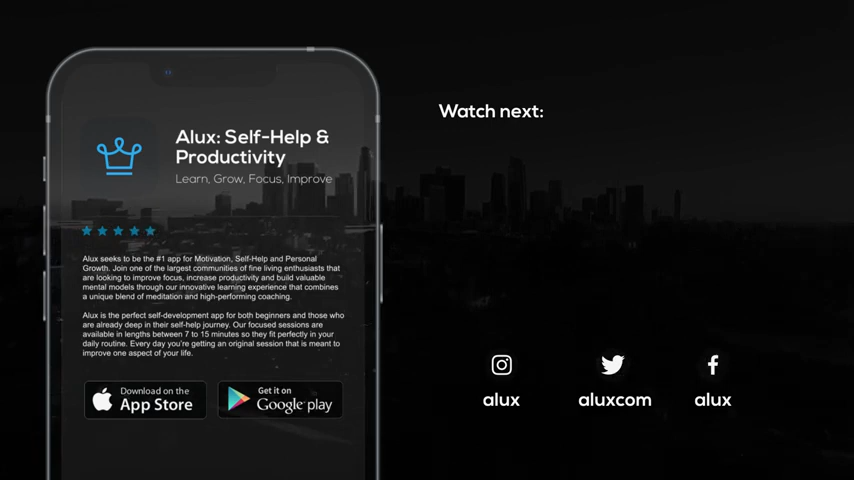 Alux: Self-Help &
Productivity
Learn, Grow, Focus, Improve
Alux seeks to be the #1 app for Motivation, Self-Help and Personal
Growth. Join one of the largest communities of fine living enthusiasts that
are looking to improve focus, increase productivity and build valuable
mental models through our innovative learning experience that combines
a unique blend of meditation and high-performing coaching.
Alux is the perfect self-development app for both beginners and those who
are already deep in their self-help journey. Our focused sessions are
available in lengths between 7 to 15 minutes so they fit perfectly in your
daily routine. Every day you're getting an original session that is meant to
improve one aspect of your life.
Download on the
App Store
Get it on
Google play
Watch next:
alux
aluxcom
alux